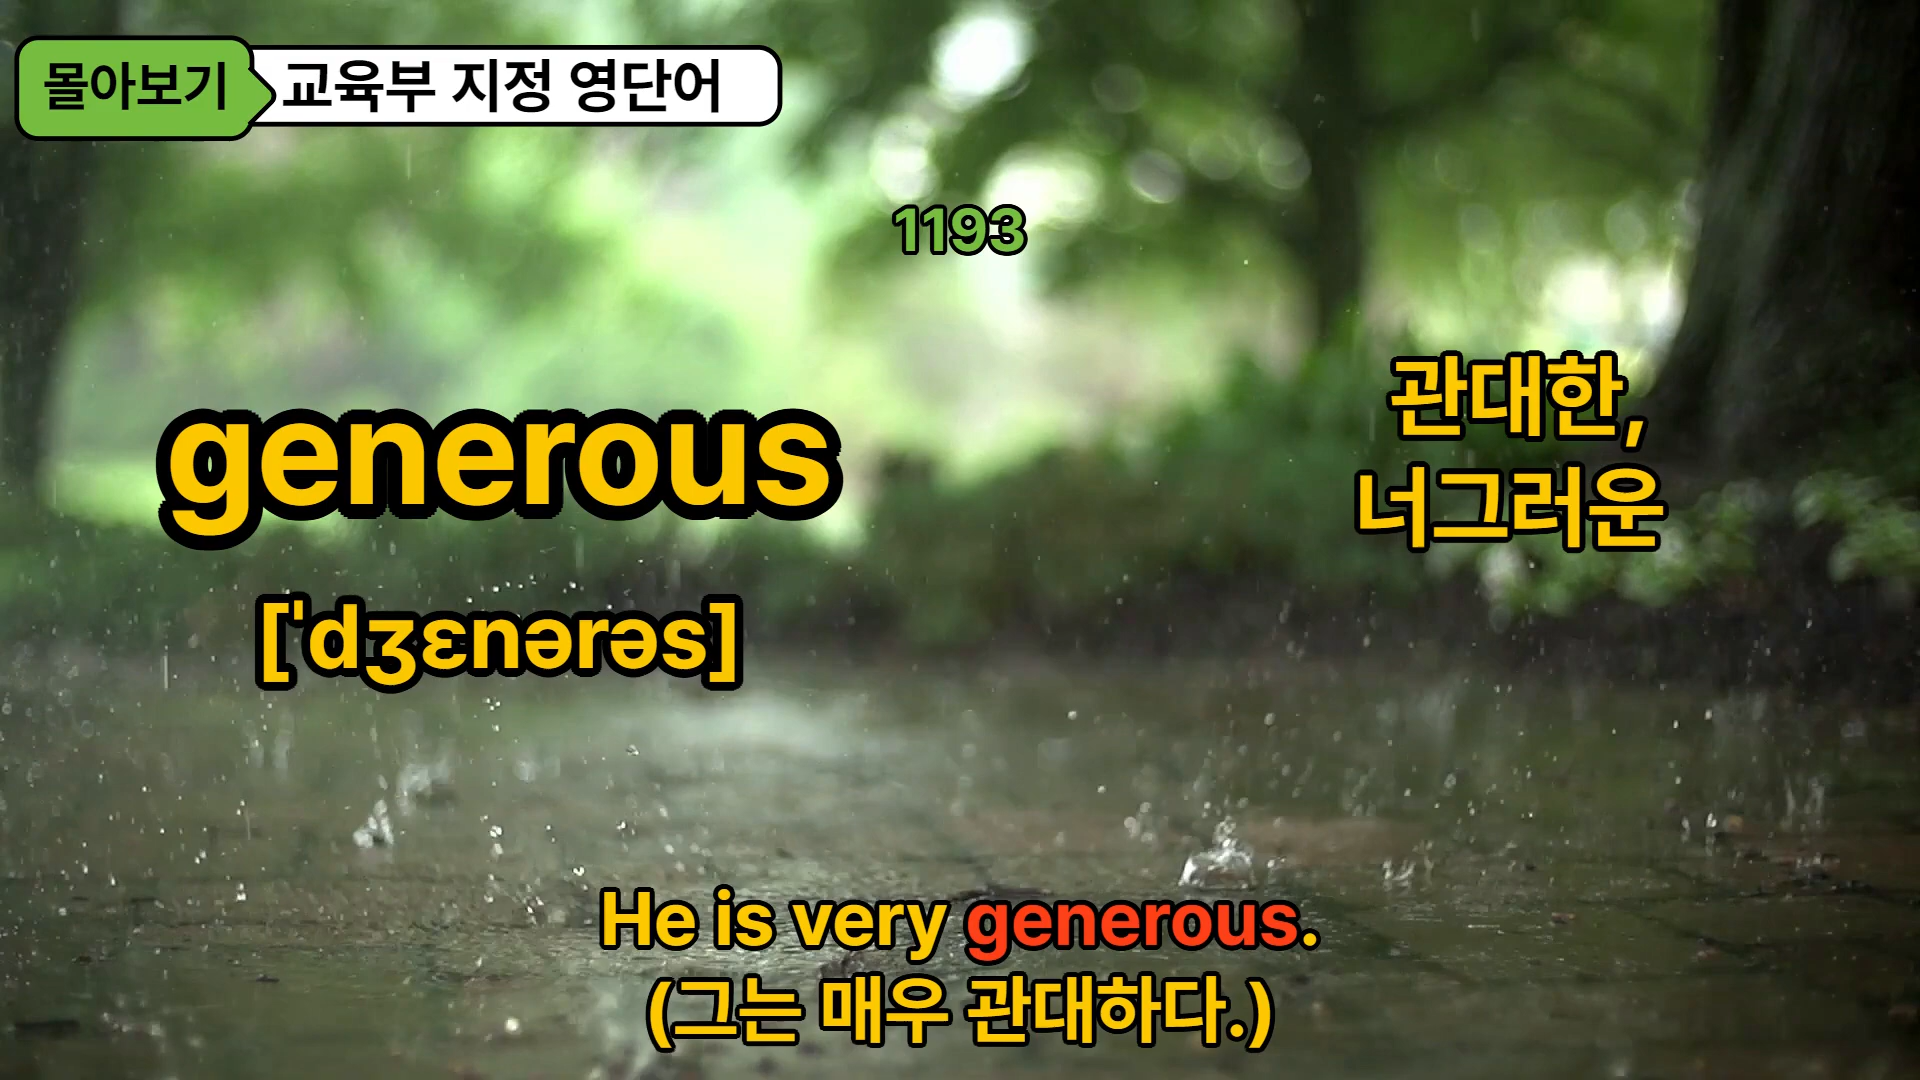 몰아보기
교육부 지정 영단어
1193
generous
[ˈdʒɛnərəs]
관대한,
너그러운
He is very generous.
(그는 매우 관대하다.)